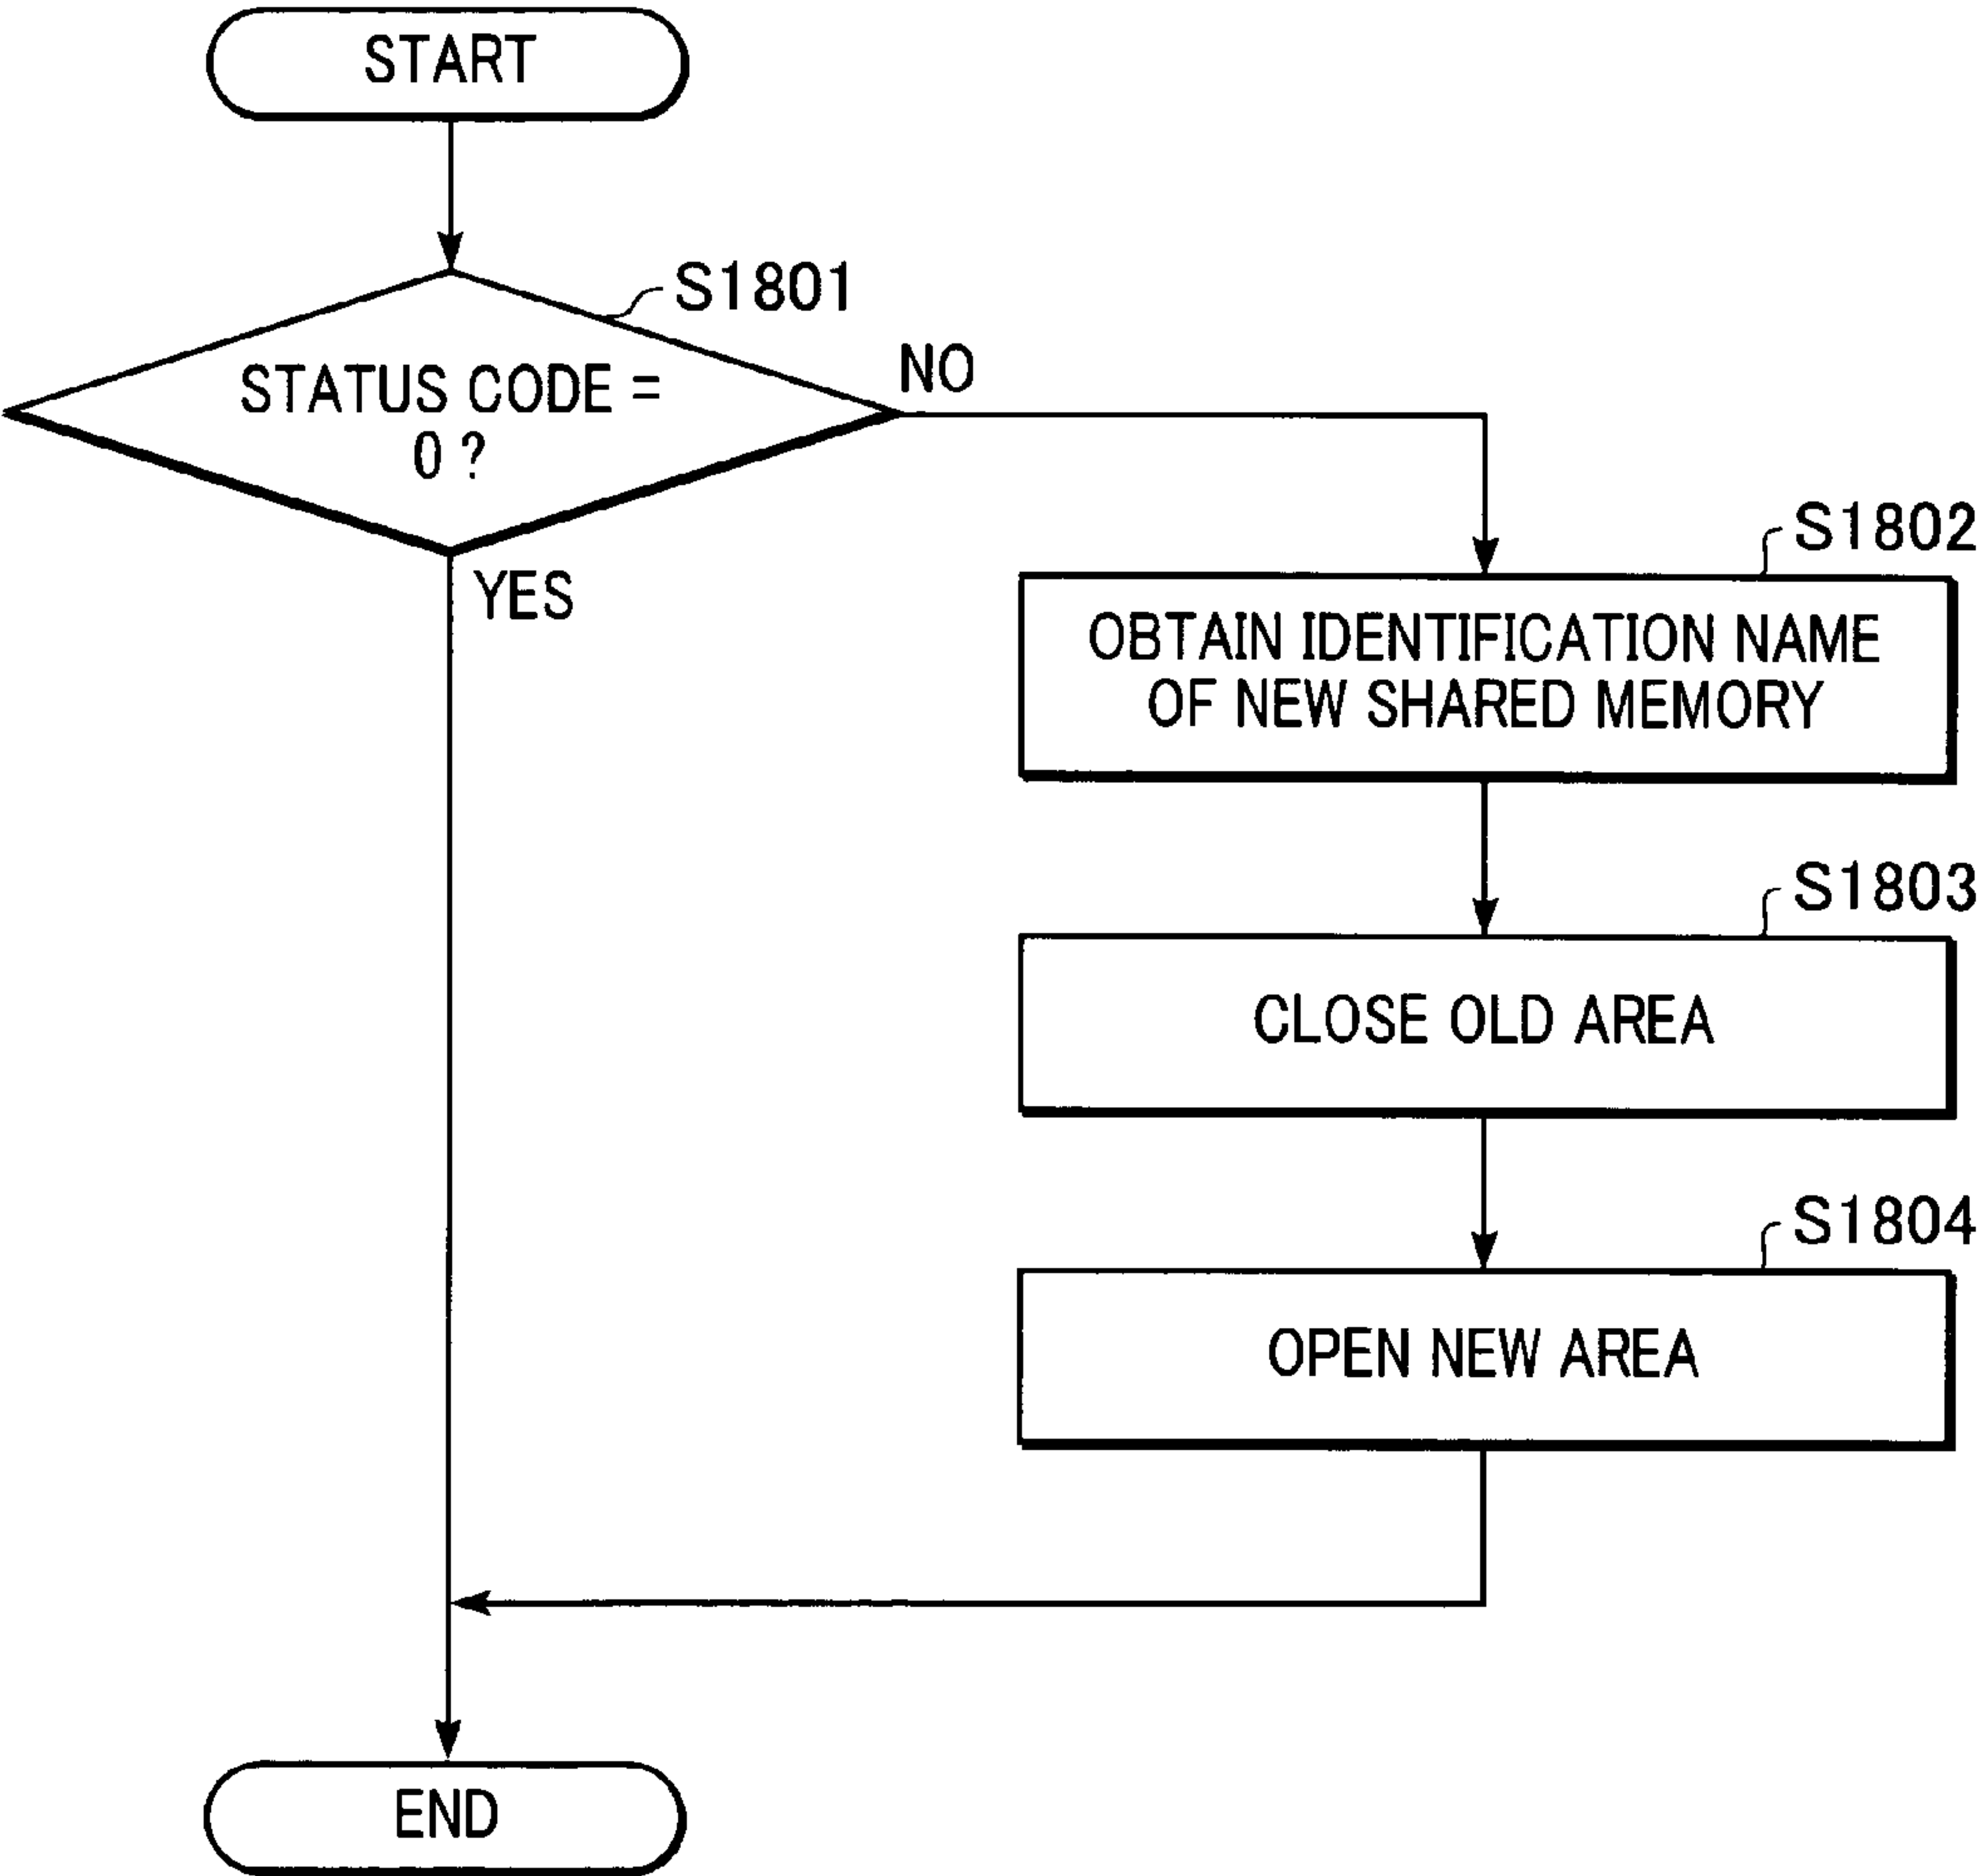 START
S1801
STATUS CODE =
0 ?
NO
YES
S1802
OBTAIN IDENTIFICATION NAME
OF NEW SHARED MEMORY
S1803
CLOSE OLD AREA
S1804
OPEN NEW AREA
END